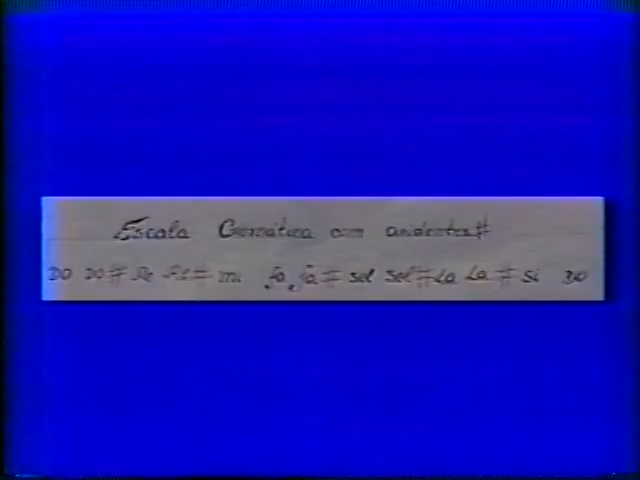 Escala Cromática com acidentes #
DO DO# Re Re# mi fa fa# sol sol# La La # Si DO